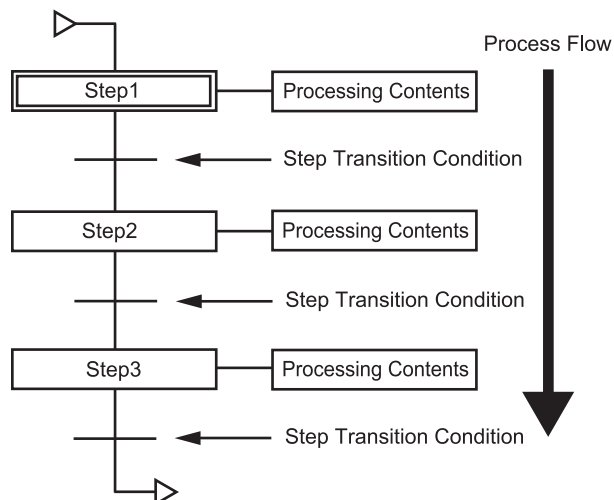 Process Flow
Step1
Processing Contents
Step Transition Condition
Step2
Processing Contents
Step Transition Condition
Step3
Processing Contents
Step Transition Condition